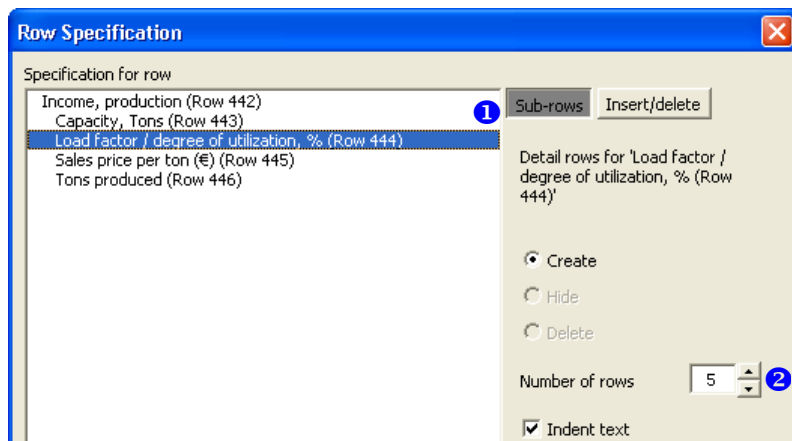 Row Specification
Specification for row
Income, production (Row 442)
Capacity, Tons (Row 443)
Load factor / degree of utilization, % (Row 444)
Sales price per ton (€) (Row 445)
Tons produced (Row 446)
1 Sub-rows Insert/delete
Detail rows for 'Load factor /
degree of utilization, % (Row
444)'
Create
Hide
Delete
Number of rows 5 2
Indent text